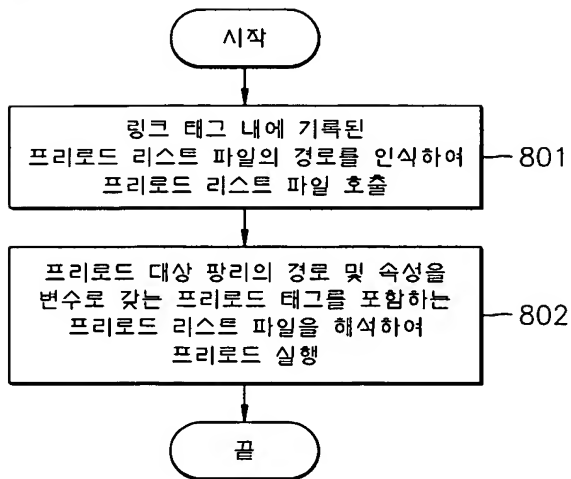 시작
링크 태그 내에 기록된
프리로드 리스트 파일의 경로를 인식하여
프리로드 리스트 파일 호출
801
프리로드 대상 팡리의 경로 및 속성을
변수로 갖는 프리로드 태그를 포함하는
프리로드 리스트 파일을 해석하여
프리로드 실행
802
끝